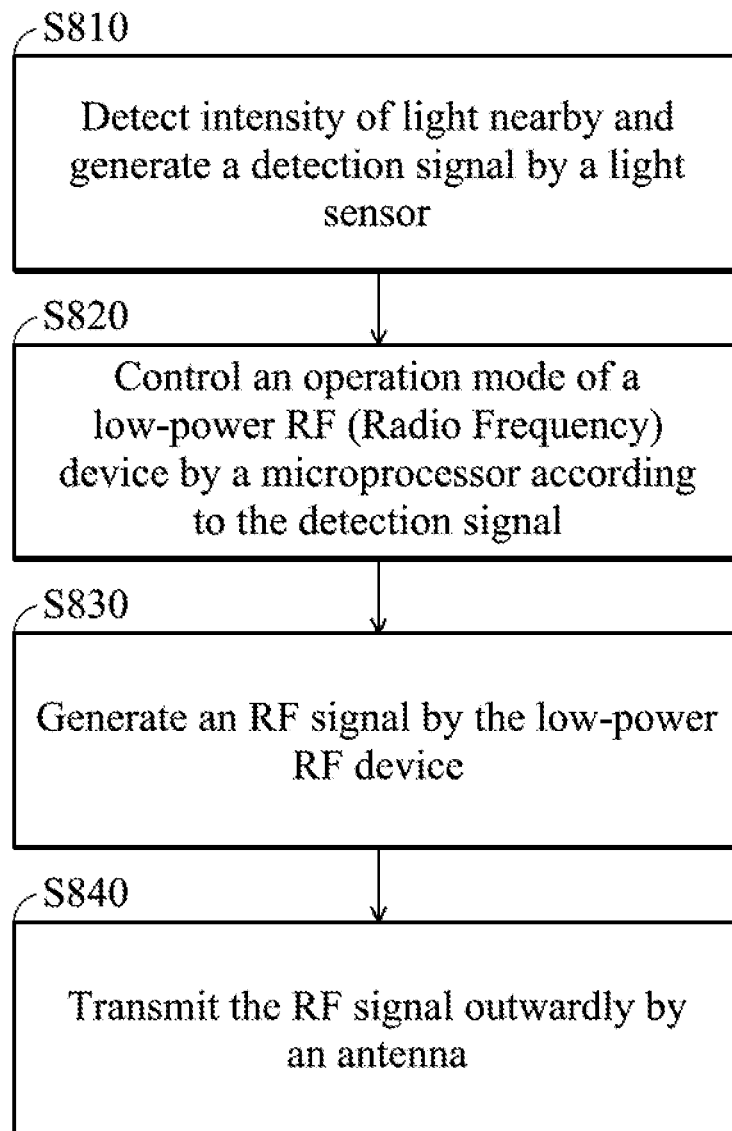 S810
Detect intensity of light nearby and
generate a detection signal by a light
sensor
S820
Control an operation mode of a
low-power RF (Radio Frequency)
device by a microprocessor according
to the detection signal
S830
Generate an RF signal by the low-power
RF device
S840
Transmit the RF signal outwardly by
an antenna